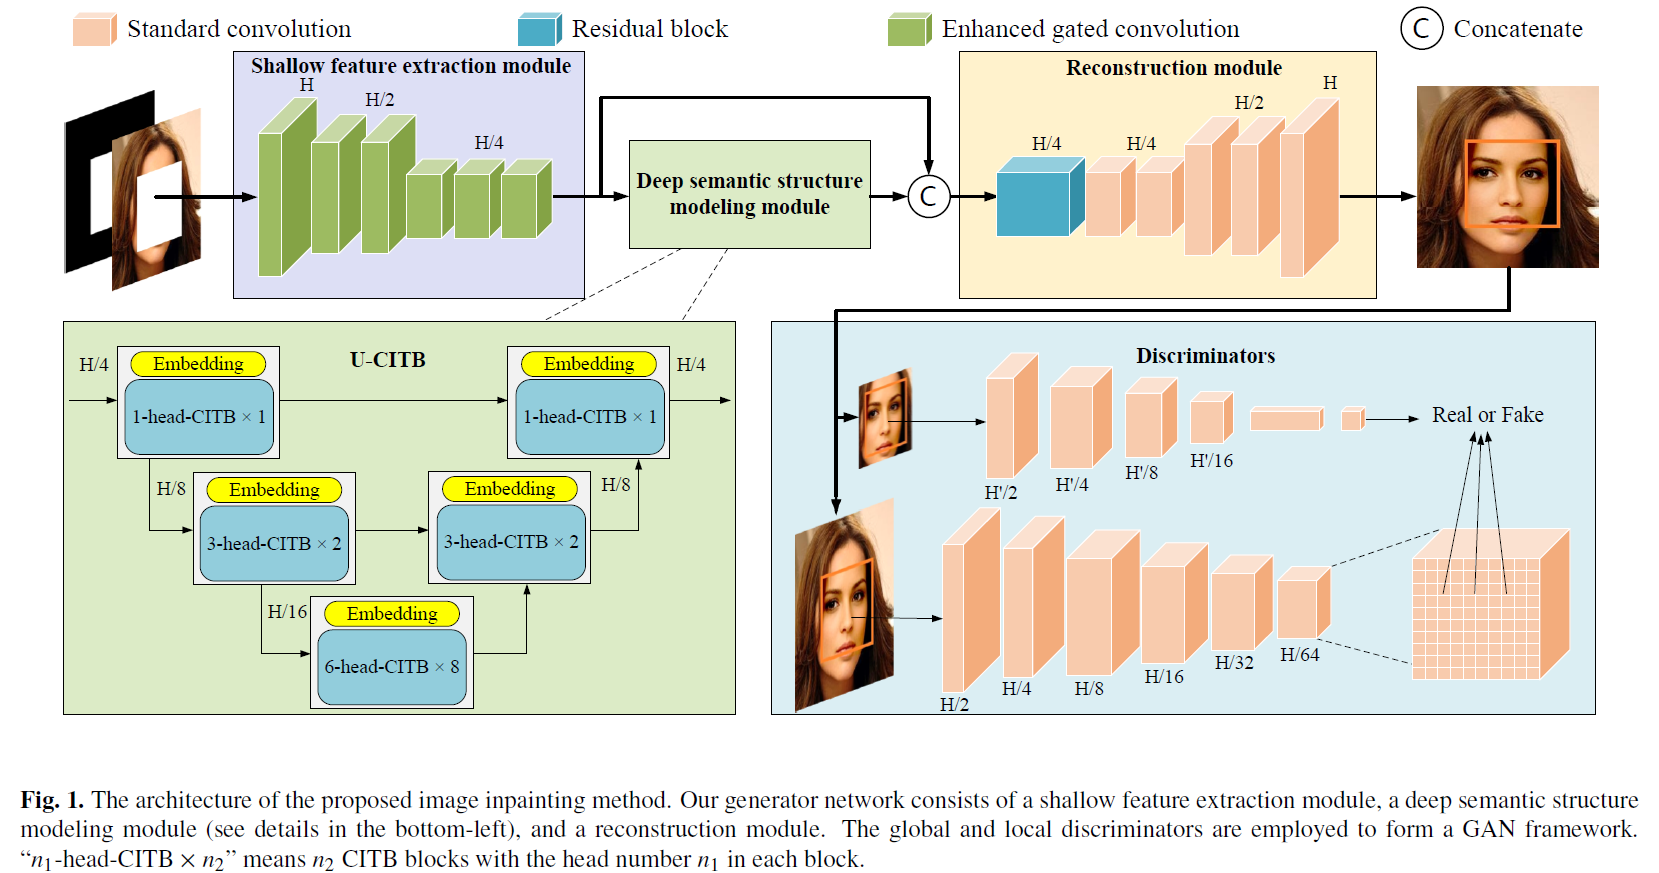 Standard convolution
Residual block
Enhanced gated convolution
C
Concatenate
Shallow feature extraction module
H
H/2
H/4
Deep semantic structure
modeling module
C
Reconstruction module
H/4
H/4
H/2
H
U-CITB
H/4
Embedding
1-head-CITB × 1
Embedding
1-head-CITB × 1
H/4
H/8
Embedding
3-head-CITB × 2
Embedding
3-head-CITB × 2
H/8
H/16
Embedding
6-head-CITB × 8
Discriminators
H'/2
H'/4
H'/8
H'/16
Real or Fake
H/2
H/4
H/8
H/16
H/32
H/64
Fig. 1. The architecture of the proposed image inpainting method. Our generator network consists of a shallow feature extraction module, a deep semantic structure
modeling module (see details in the bottom-left), and a reconstruction module. The global and local discriminators are employed to form a GAN framework.
“n₁-head-CITB × n₂” means n₂ CITB blocks with the head number n₁ in each block.